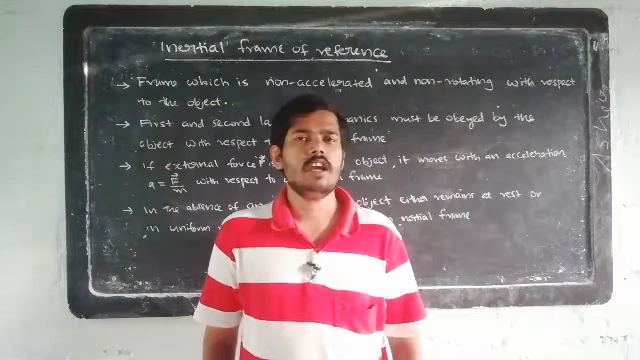 Inertial frame of reference
→ Frame which is non-accelerated and non-rotating with respect
to the object.
→ First and second la anics must be obeyed by the
object with respect t frame
→ if external force object, it moves with an acceleration
a = F/m with respect to frame
→ In the absence of object either remains at rest or
in uniform nertial frame